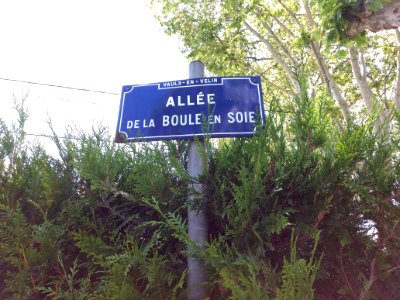 VAULX-EN-VELIN
ALLÉE
DE LA BOULE EN SOIE